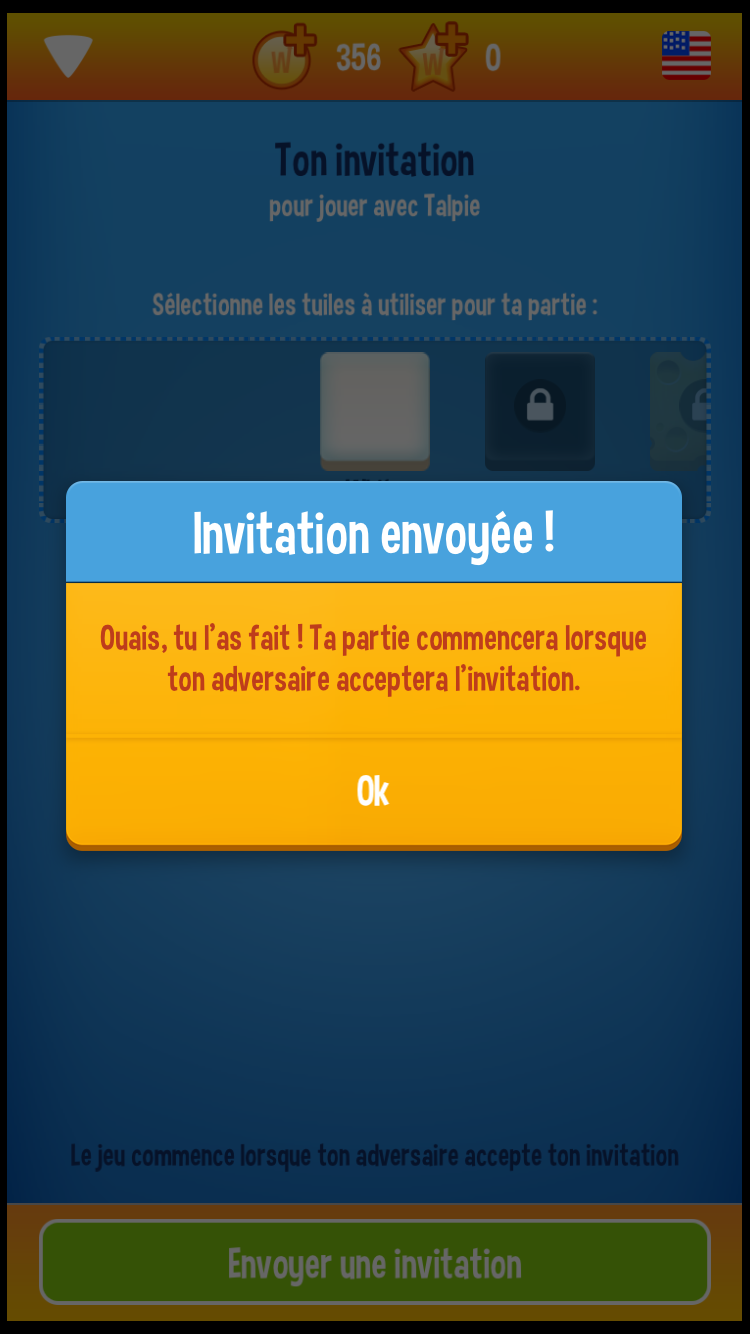 356
0
Ton invitation
pour jouer avec Talpie
Sélectionne les tuiles à utiliser pour ta partie :
Invitation envoyée !
Ouais, tu l'as fait ! Ta partie commencera lorsque
ton adversaire acceptera l'invitation.
Ok
Le jeu commence lorsque ton adversaire accepte ton invitation
Envoyer une invitation